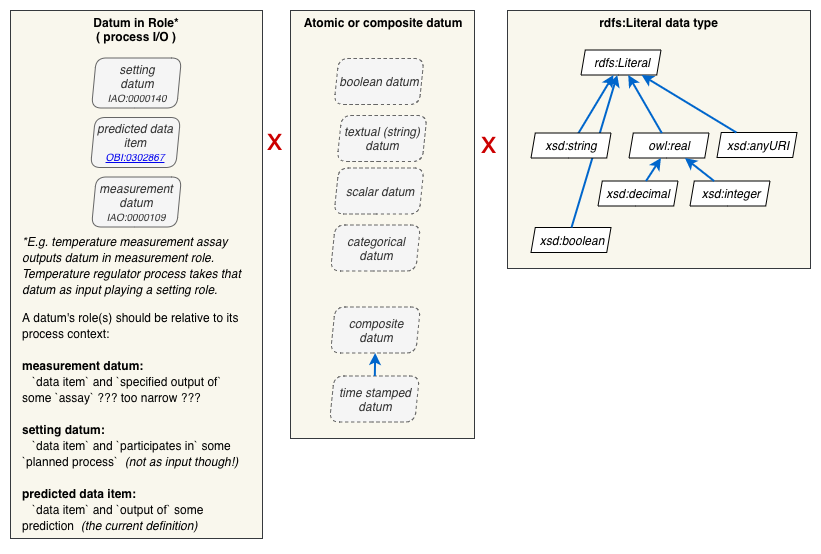 Datum in Role*
( process I/O )
setting
datum
IAO:0000140
predicted data
item
OBI:0302867
measurement
datum
IAO:0000109
*E.g. temperature measurement assay
outputs datum in measurement role.
Temperature regulator process takes that
datum as input playing a setting role.
A datum's role(s) should be relative to its
process context:
measurement datum:
`data item` and `specified output of`
some `assay` ??? too narrow ???
setting datum:
`data item` and `participates in` some
`planned process` (not as input though!)
predicted data item:
`data item` and `output of` some
prediction (the current definition)
X
Atomic or composite datum
boolean datum
textual (string)
datum
scalar datum
categorical
datum
composite
datum
time stamped
datum
X
rdfs:Literal data type
rdfs:Literal
xsd:string
owl:real
xsd:anyURI
xsd:decimal
xsd:integer
xsd:boolean